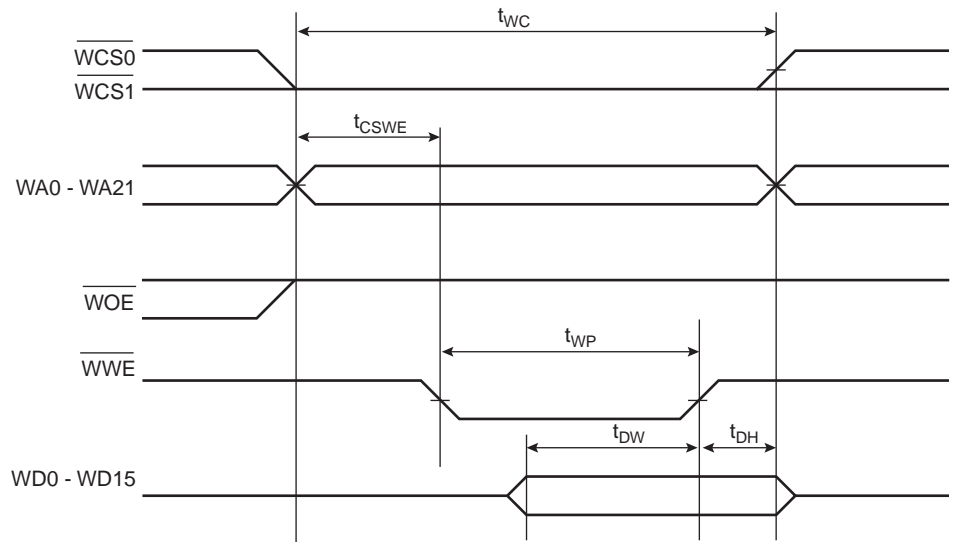 tWC
WCS0
WCS1
tCSWE
WA0 - WA21
WOE
tWP
WWE
tDW
tDH
WD0 - WD15